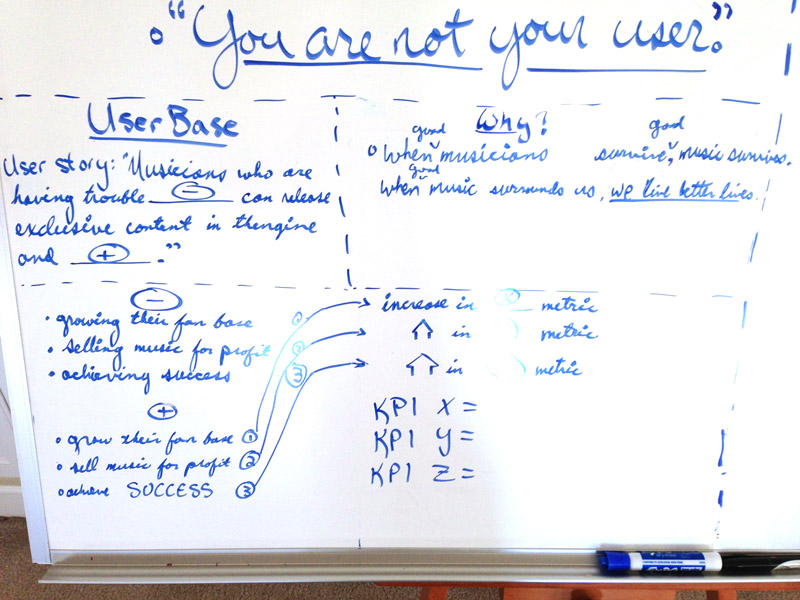 "You are not your user."
User Base
User story: "Musicians who are
having trouble (-) can release
exclusive content in thengine
and (+) ."
Why?
good good
• When musicians survive, music survives.
good
When music surrounds us, we live better lives.
(-)
• growing their fan base
• selling music for profit
• achieving success
(+)
• grow their fan base ①
• sell music for profit ②
• achieve SUCCESS ③
① → increase in metric
② → ⇧ in metric
③ → ⇧ in metric
KPI X =
KPI Y =
KPI Z =